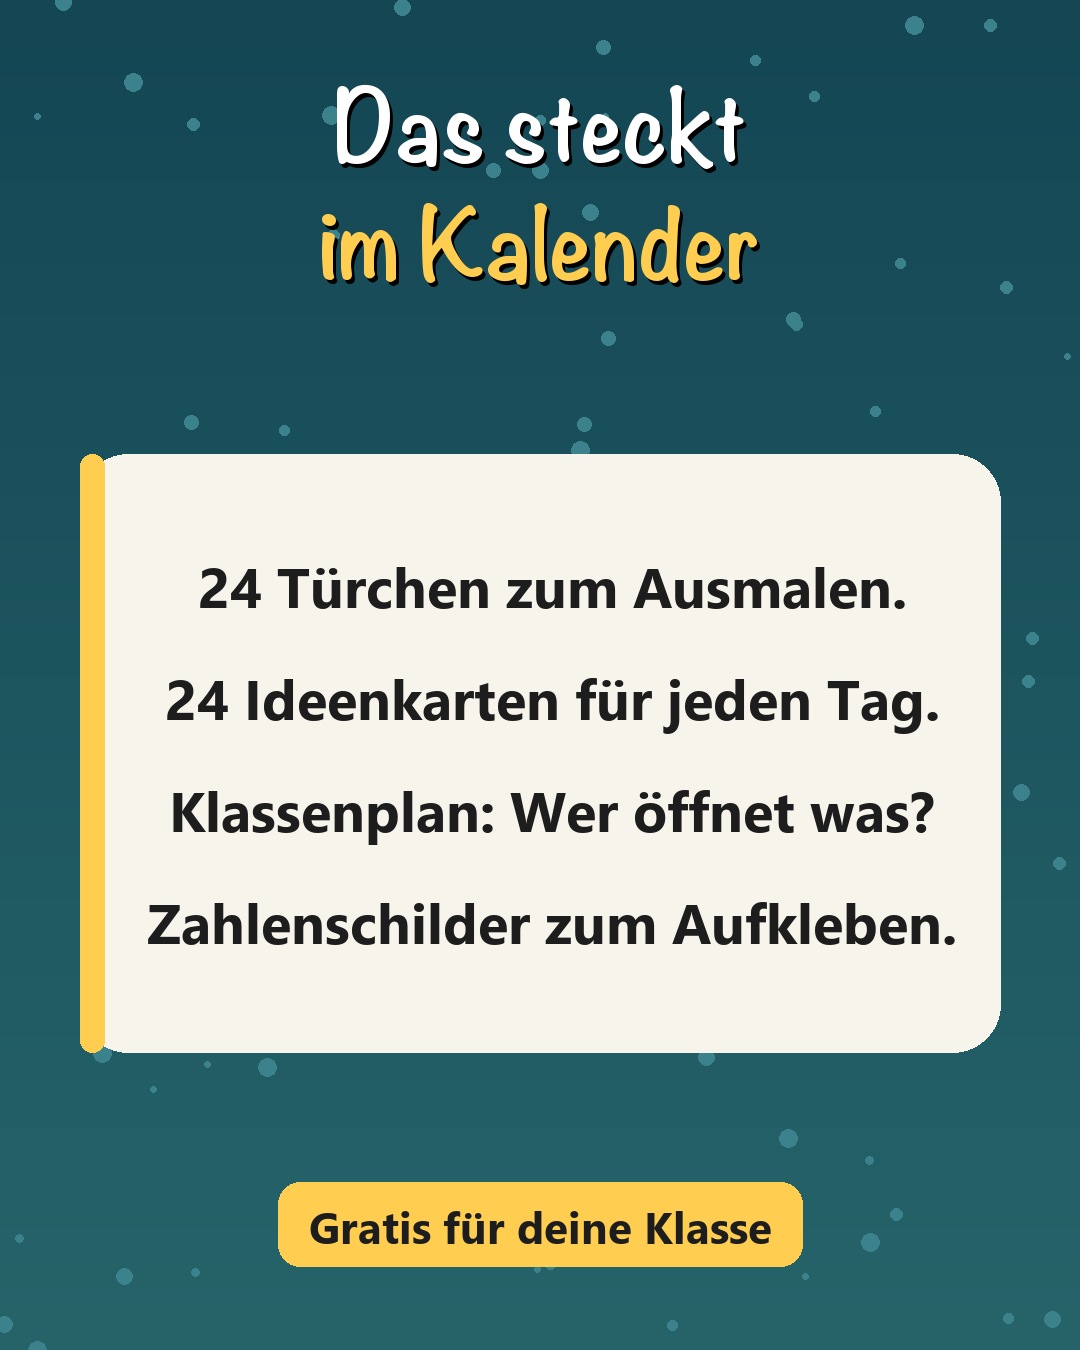 Das steckt
im Kalender
24 Türchen zum Ausmalen.
24 Ideenkarten für jeden Tag.
Klassenplan: Wer öffnet was?
Zahlenschilder zum Aufkleben.
Gratis für deine Klasse